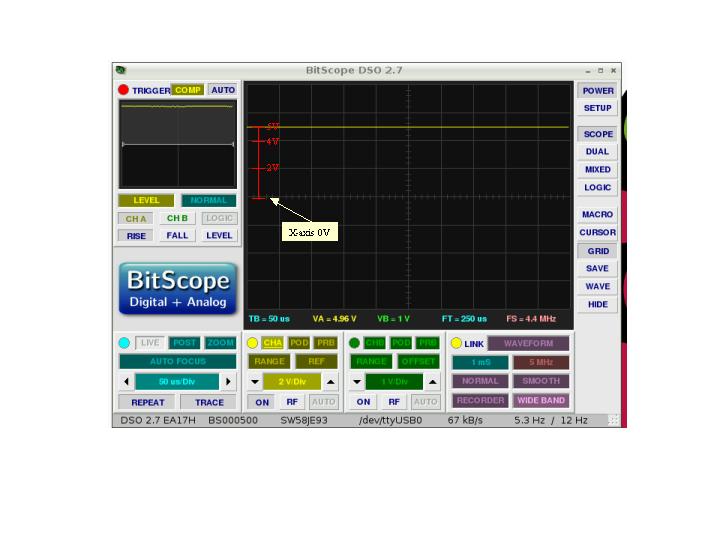 BitScope DSO 2.7
TRIGGER COMP AUTO
POWER
SETUP
SCOPE
DUAL
MIXED
LOGIC
MACRO
CURSOR
GRID
SAVE
WAVE
HIDE
4V
2V
X-axis 0V
LEVEL NORMAL
CH A CH B LOGIC
RISE FALL LEVEL
BitScope
Digital + Analog
TB = 50 us VA = 4.96 V VB = 1 V FT = 250 us FS = 4.4 MHz
LIVE POST ZOOM
AUTO FOCUS
50 us/Div
REPEAT TRACE
CHA POD PRB
RANGE REF
2 V/Div
ON RF AUTO
CHB POD PRB
RANGE OFFSET
1 V/Div
ON RF AUTO
LINK WAVEFORM
1 mS 5 MHz
NORMAL SMOOTH
RECORDER WIDE BAND
DSO 2.7 EA17H BS000500 SW58JE93 /dev/ttyUSB0 67 kB/s 5.3 Hz / 12 Hz